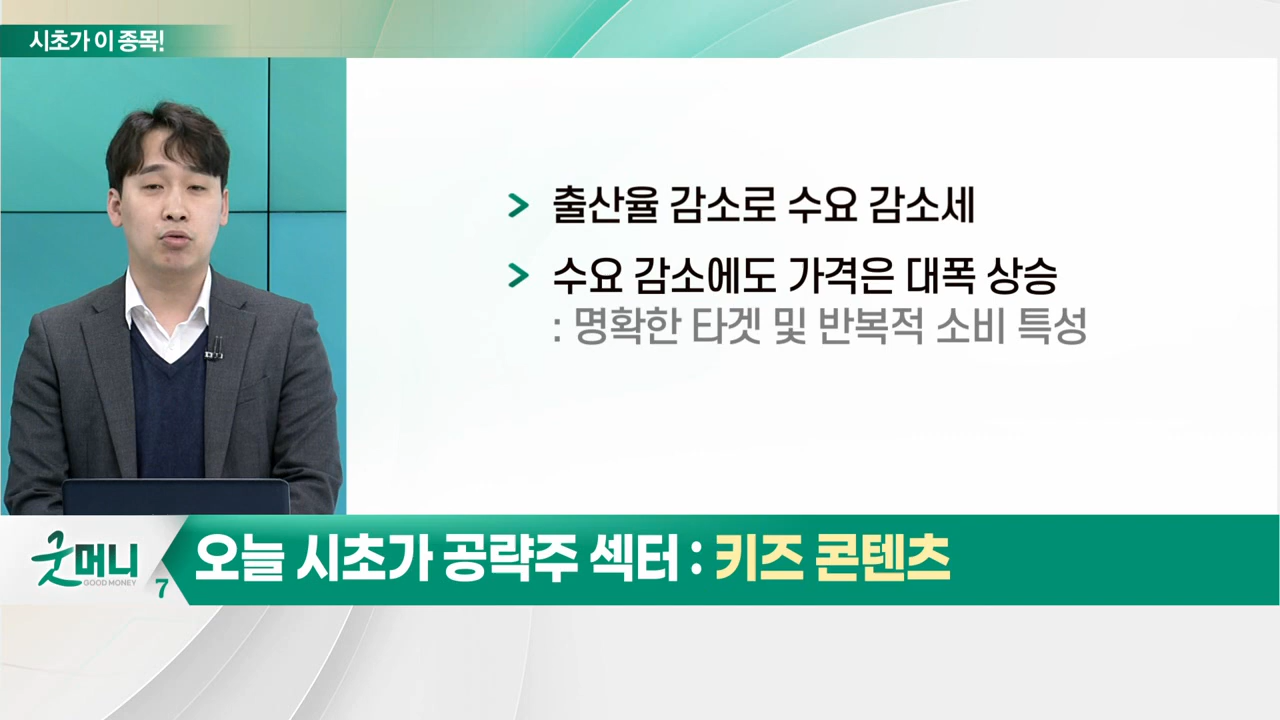 시초가 이 종목!
> 출산율 감소로 수요 감소세
> 수요 감소에도 가격은 대폭 상승
: 명확한 타겟 및 반복적 소비 특성
굿머니
GOOD MONEY
7
오늘 시초가 공략주 섹터 : 키즈 콘텐츠